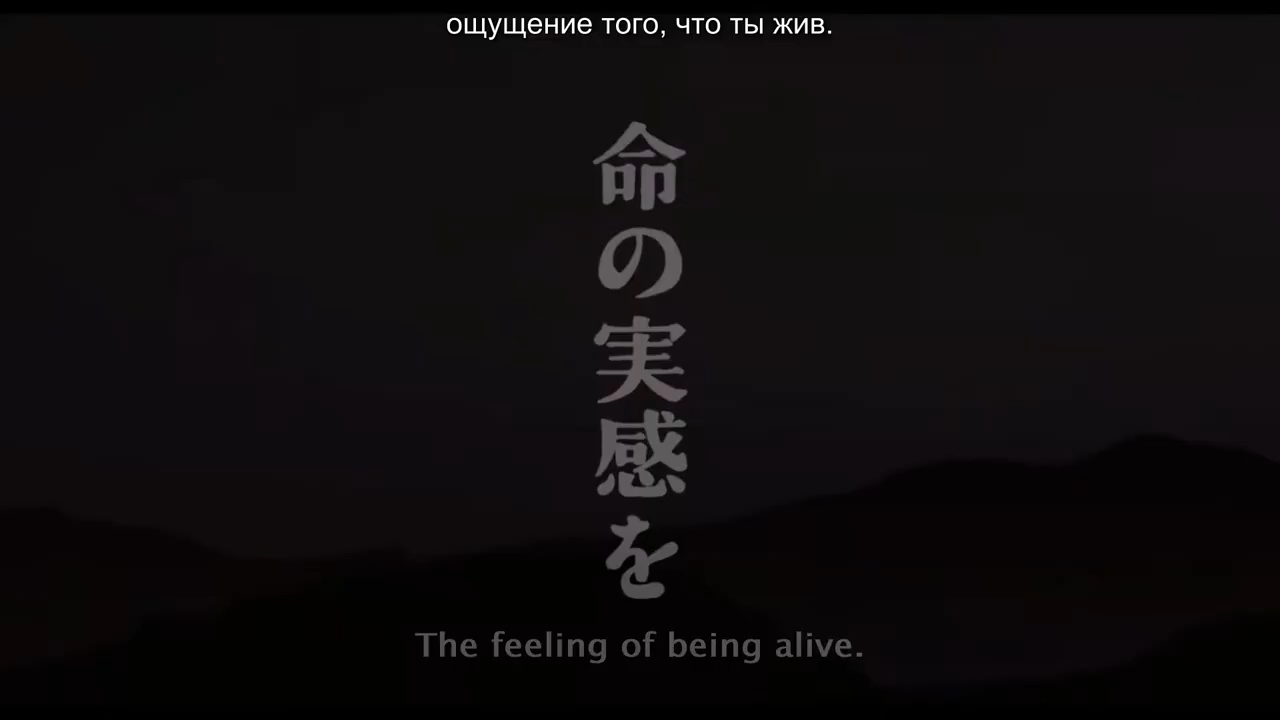 ощущение того, что ты жив.
命の実感を
The feeling of being alive.